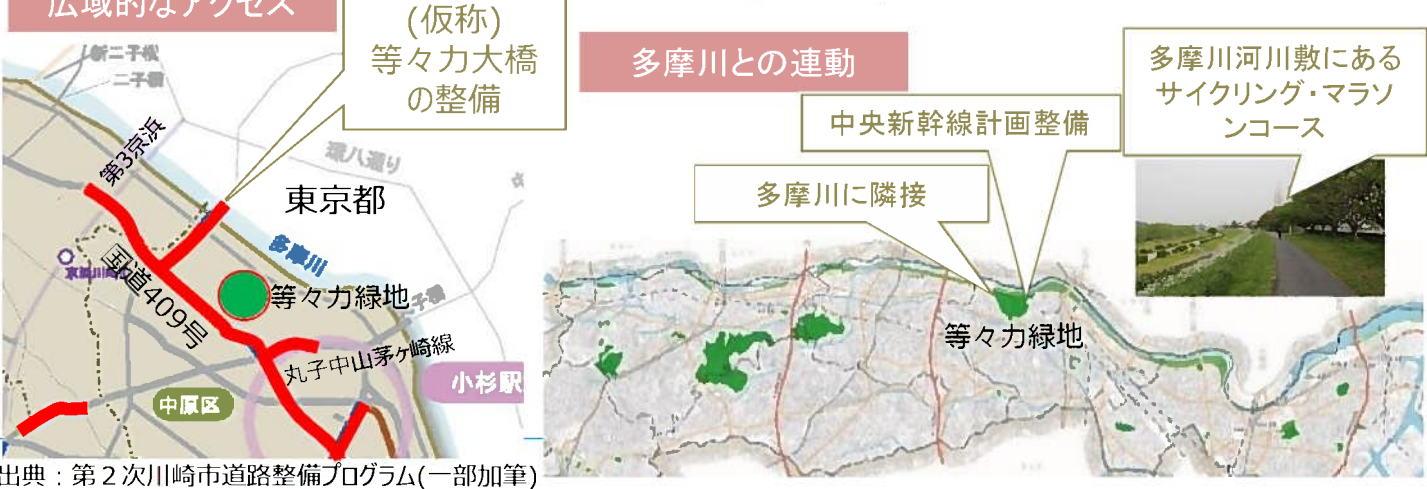 広域的なアクセス
(仮称)
等々力大橋
の整備
新二子橋
二子橋
第3京浜
環八通り
東京都
多摩川
国道409号
等々力緑地
丸子中山茅ヶ崎線
小杉駅
中原区
出典：第２次川崎市道路整備プログラム(一部加筆)
多摩川との連動
多摩川河川敷にある
サイクリング・マラソ
ンコース
中央新幹線計画整備
多摩川に隣接
等々力緑地